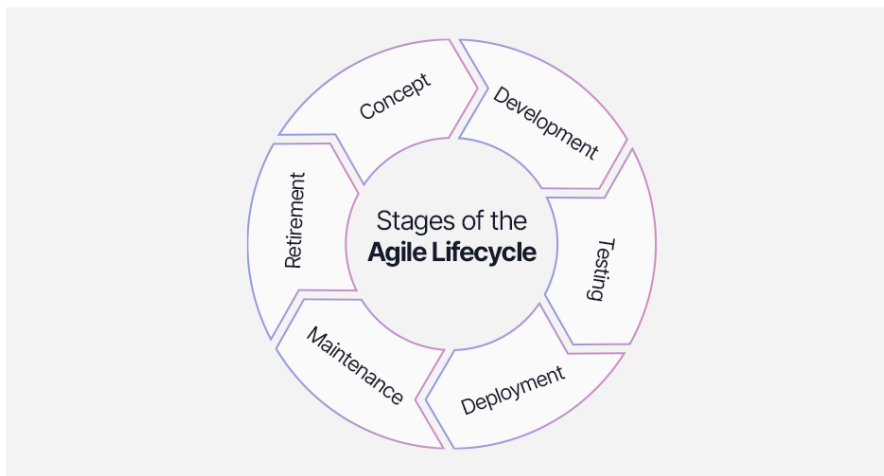 Stages of the
Agile Lifecycle
Concept
Development
Testing
Deployment
Maintenance
Retirement